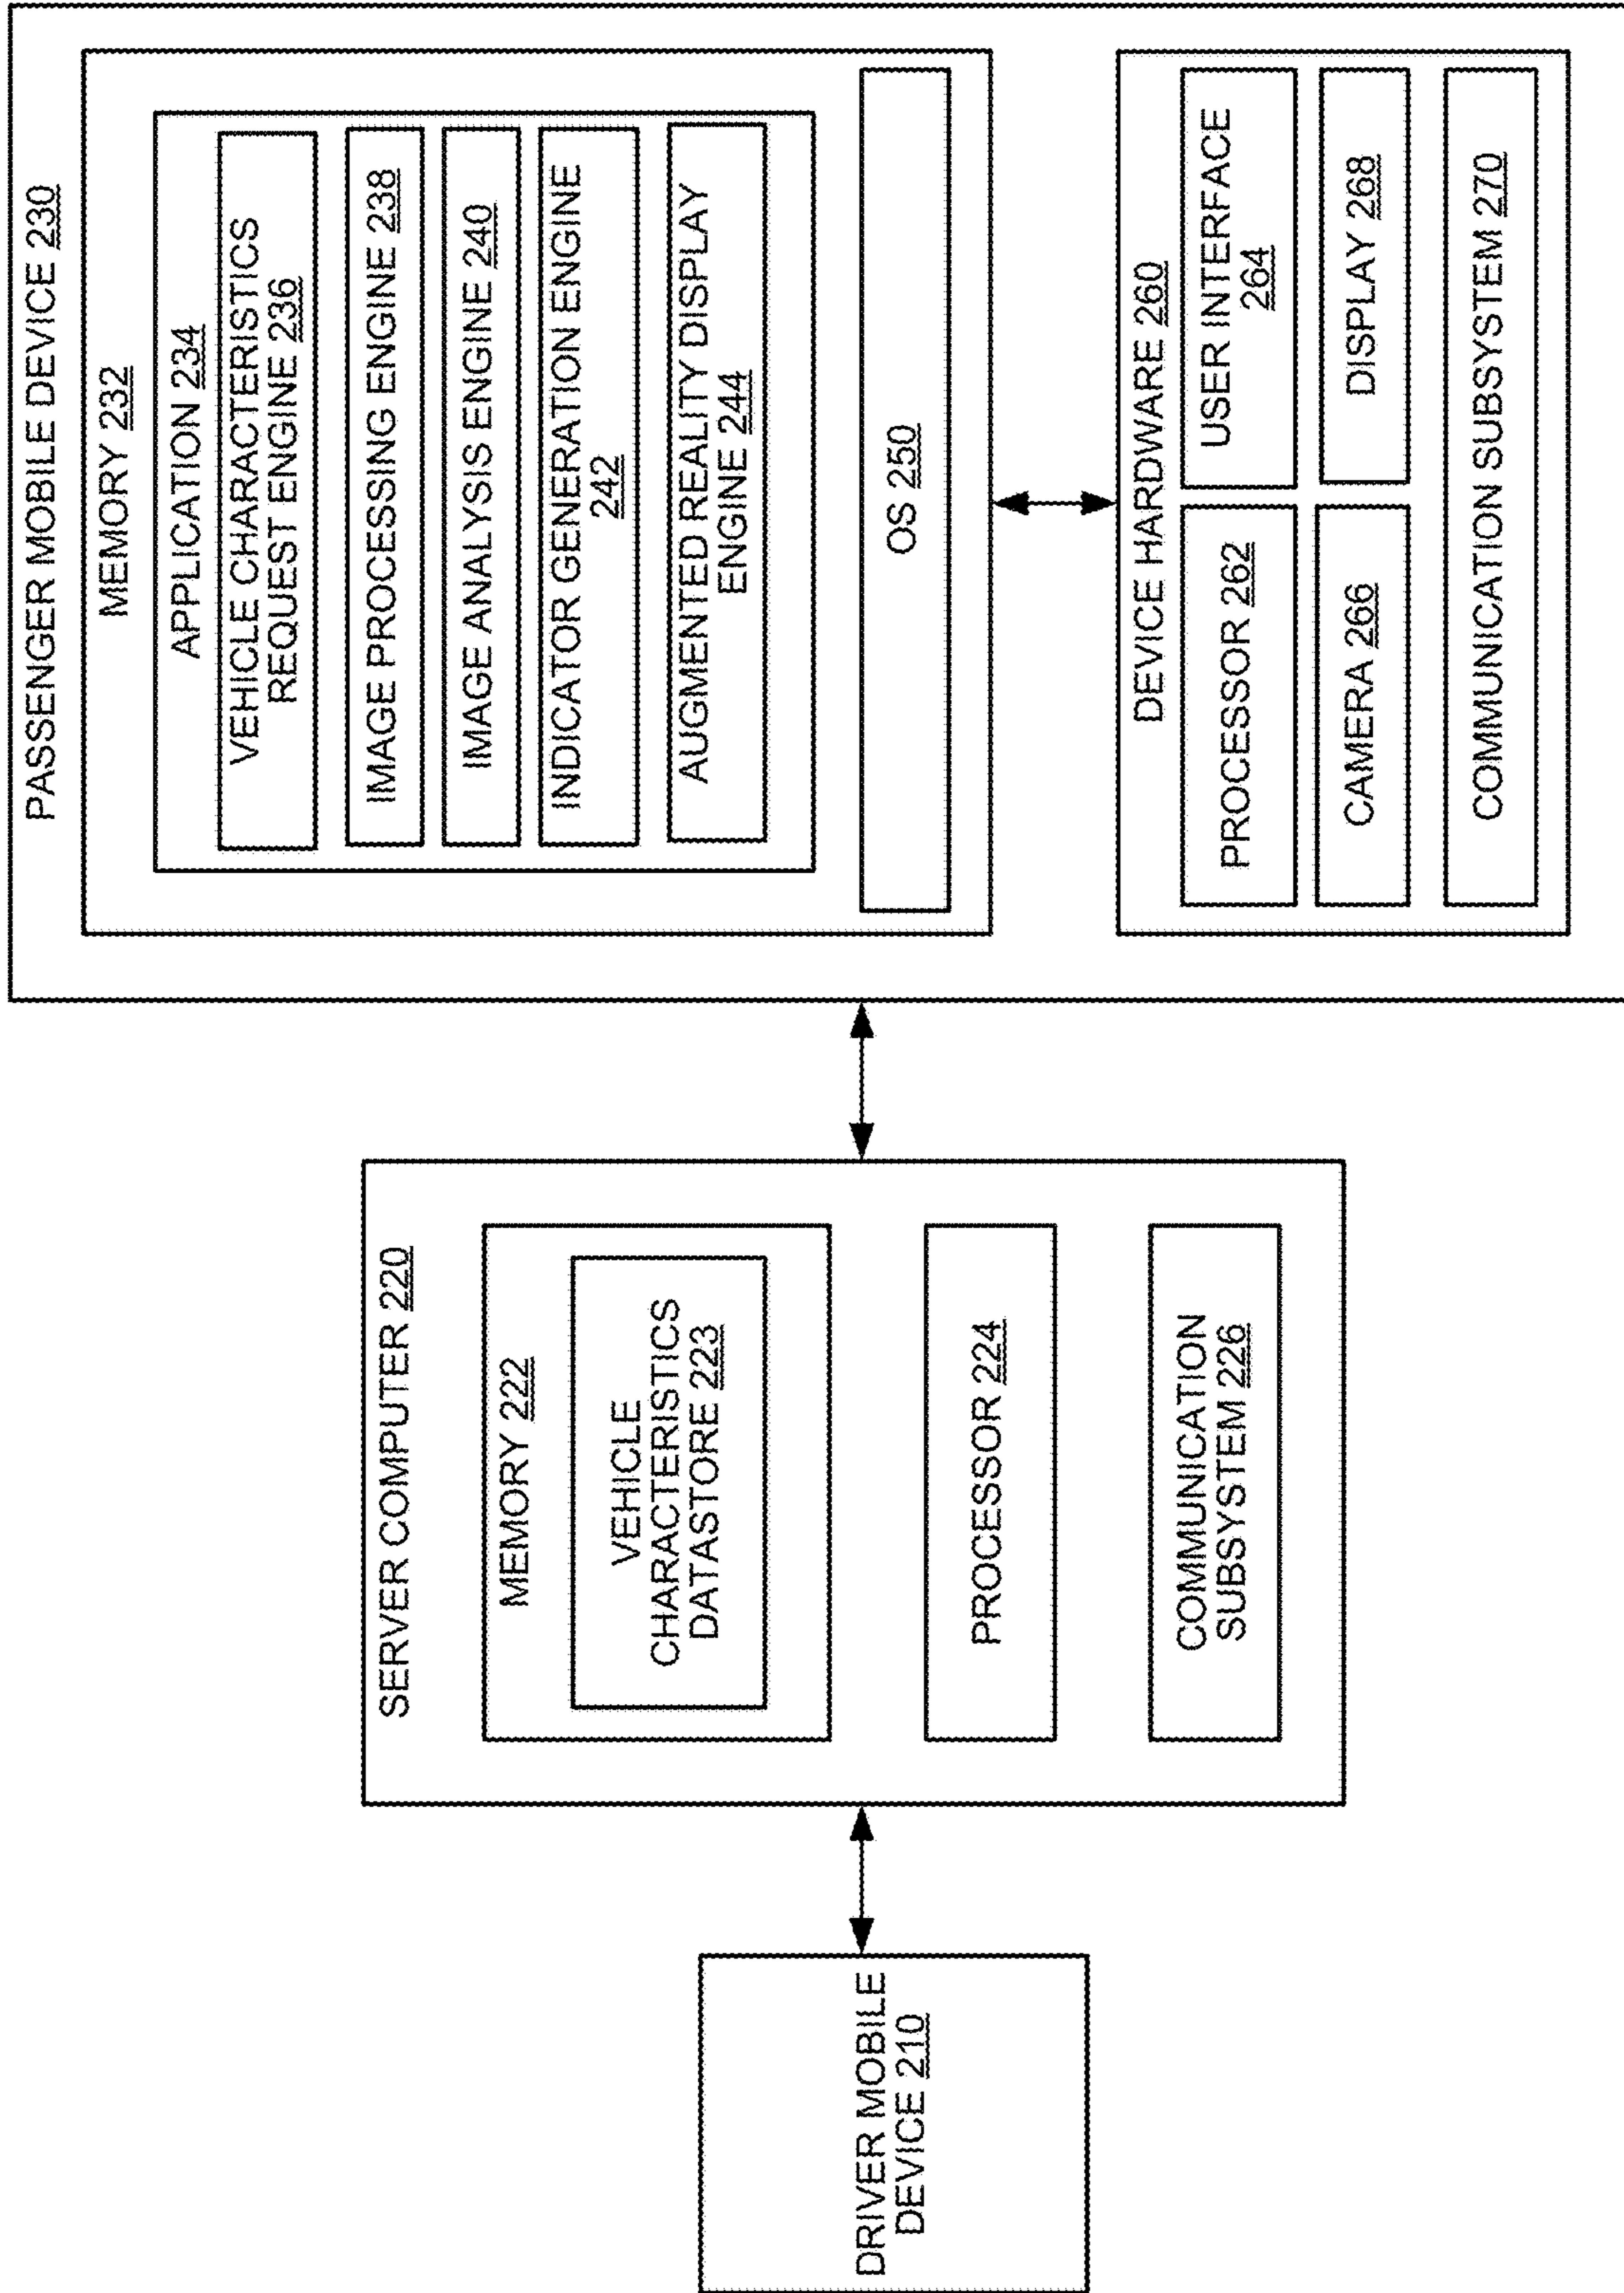 DRIVER MOBILE
DEVICE 210
SERVER COMPUTER 220
MEMORY 222
VEHICLE
CHARACTERISTICS
DATASTORE 223
PROCESSOR 224
COMMUNICATION
SUBSYSTEM 226
PASSENGER MOBILE DEVICE 230
MEMORY 232
APPLICATION 234
VEHICLE CHARACTERISTICS
REQUEST ENGINE 236
IMAGE PROCESSING ENGINE 238
IMAGE ANALYSIS ENGINE 240
INDICATOR GENERATION ENGINE
242
AUGMENTED REALITY DISPLAY
ENGINE 244
OS 250
DEVICE HARDWARE 260
PROCESSOR 262
USER INTERFACE
264
CAMERA 266
DISPLAY 268
COMMUNICATION SUBSYSTEM 270